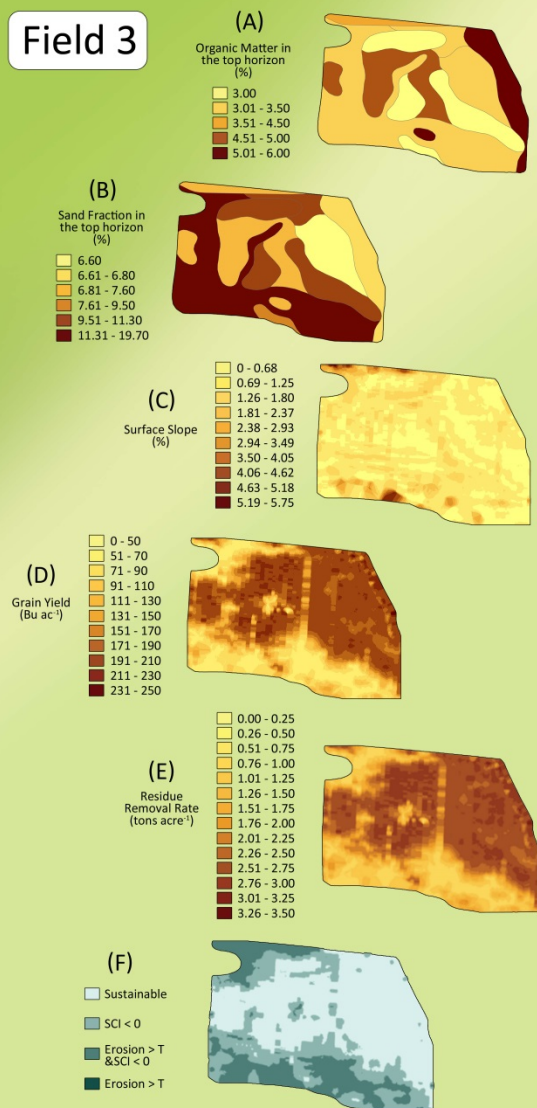 Field 3
(A)
Organic Matter in
the top horizon
(%)
3.00
3.01 - 3.50
3.51 - 4.50
4.51 - 5.00
5.01 - 6.00
(B)
Sand Fraction in
the top horizon
(%)
6.60
6.61 - 6.80
6.81 - 7.60
7.61 - 9.50
9.51 - 11.30
11.31 - 19.70
(C)
Surface Slope
(%)
0 - 0.68
0.69 - 1.25
1.26 - 1.80
1.81 - 2.37
2.38 - 2.93
2.94 - 3.49
3.50 - 4.05
4.06 - 4.62
4.63 - 5.18
5.19 - 5.75
(D)
Grain Yield
(Bu ac⁻¹)
0 - 50
51 - 70
71 - 90
91 - 110
111 - 130
131 - 150
151 - 170
171 - 190
191 - 210
211 - 230
231 - 250
(E)
Residue
Removal Rate
(tons acre⁻¹)
0.00 - 0.25
0.26 - 0.50
0.51 - 0.75
0.76 - 1.00
1.01 - 1.25
1.26 - 1.50
1.51 - 1.75
1.76 - 2.00
2.01 - 2.25
2.26 - 2.50
2.51 - 2.75
2.76 - 3.00
3.01 - 3.25
3.26 - 3.50
(F)
Sustainable
SCI < 0
Erosion > T
&SCI < 0
Erosion > T